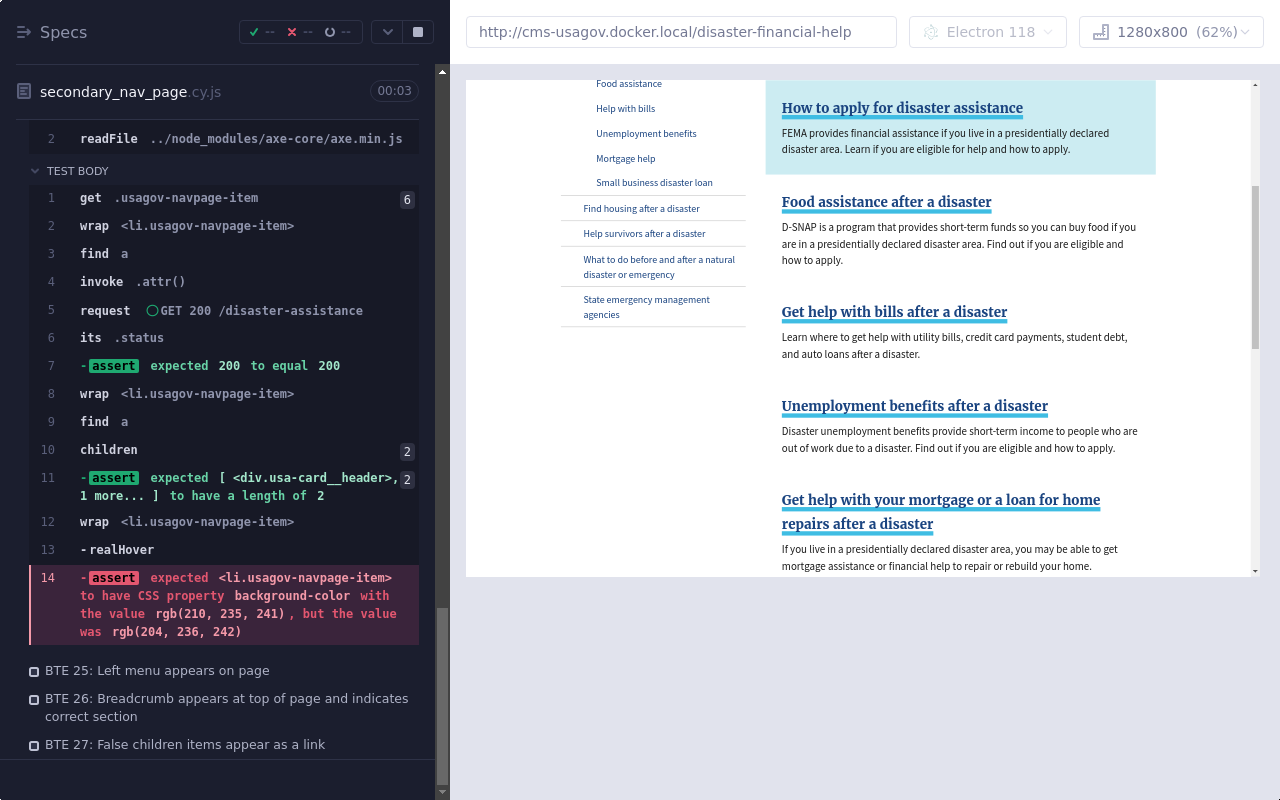 Specs
--
--
--
http://cms-usagov.docker.local/disaster-financial-help
Electron 118
1280x800 (62%)
secondary_nav_page.cy.js
00:03
2 readFile ../node_modules/axe-core/axe.min.js
TEST BODY
1 get .usagov-navpage-item 6
2 wrap <li.usagov-navpage-item>
3 find a
4 invoke .attr()
5 request GET 200 /disaster-assistance
6 its .status
7 -assert expected 200 to equal 200
8 wrap <li.usagov-navpage-item>
9 find a
10 children 2
11 -assert expected [ <div.usa-card__header>, 2
1 more... ] to have a length of 2
12 wrap <li.usagov-navpage-item>
13 -realHover
14 -assert expected <li.usagov-navpage-item>
to have CSS property background-color with
the value rgb(210, 235, 241) , but the value
was rgb(204, 236, 242)
BTE 25: Left menu appears on page
BTE 26: Breadcrumb appears at top of page and indicates
correct section
BTE 27: False children items appear as a link
Food assistance
Help with bills
Unemployment benefits
Mortgage help
Small business disaster loan
Find housing after a disaster
Help survivors after a disaster
What to do before and after a natural
disaster or emergency
State emergency management
agencies
How to apply for disaster assistance
FEMA provides financial assistance if you live in a presidentially declared
disaster area. Learn if you are eligible for help and how to apply.
Food assistance after a disaster
D-SNAP is a program that provides short-term funds so you can buy food if you
are in a presidentially declared disaster area. Find out if you are eligible and
how to apply.
Get help with bills after a disaster
Learn where to get help with utility bills, credit card payments, student debt,
and auto loans after a disaster.
Unemployment benefits after a disaster
Disaster unemployment benefits provide short-term income to people who are
out of work due to a disaster. Find out if you are eligible and how to apply.
Get help with your mortgage or a loan for home
repairs after a disaster
If you live in a presidentially declared disaster area, you may be able to get
mortgage assistance or financial help to repair or rebuild your home.